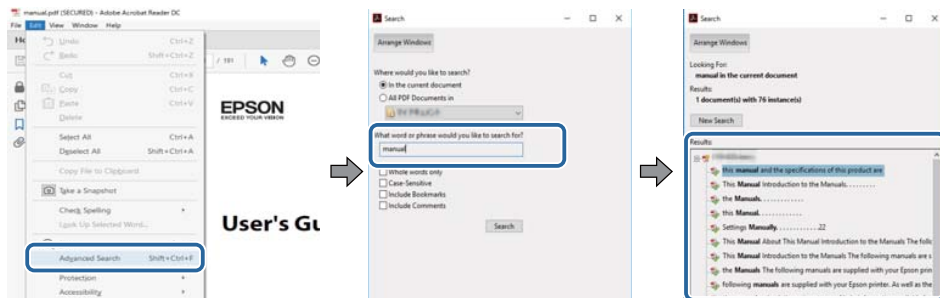 manual.pdf (SECURED) - Adobe Acrobat Reader DC
File Edit View Window Help
Undo Ctrl+Z
Redo Shift+Ctrl+Z
Cut Ctrl+X
Copy Ctrl+C
Paste Ctrl+V
Delete
Select All Ctrl+A
Deselect All Shift+Ctrl+A
Copy File to Clipboard
Take a Snapshot
Check Spelling
Look Up Selected Word...
Advanced Search Shift+Ctrl+F
Protection
Accessibility
/ 191
EPSON
EXCEED YOUR VISION
User's Gu
Search
Arrange Windows
Where would you like to search?
In the current document
All PDF Documents in
What word or phrase would you like to search for?
manual
Whole words only
Case-Sensitive
Include Bookmarks
Include Comments
Search
Search
Arrange Windows
Looking For:
manual in the current document
Results:
1 document(s) with 76 instance(s)
New Search
Results:
this manual and the specifications of this product are
This Manual Introduction to the Manuals. . . . . . . . .
the Manuals. . . . . . . . . . . .
this Manual. . . . . . . . . . . .
Settings Manually. . . . . . . . . . . . .22
This Manual About This Manual Introduction to the Manuals The follo
This Manual Introduction to the Manuals The following manuals are s
the Manuals The following manuals are supplied with your Epson prin
following manuals are supplied with your Epson printer. As well as the